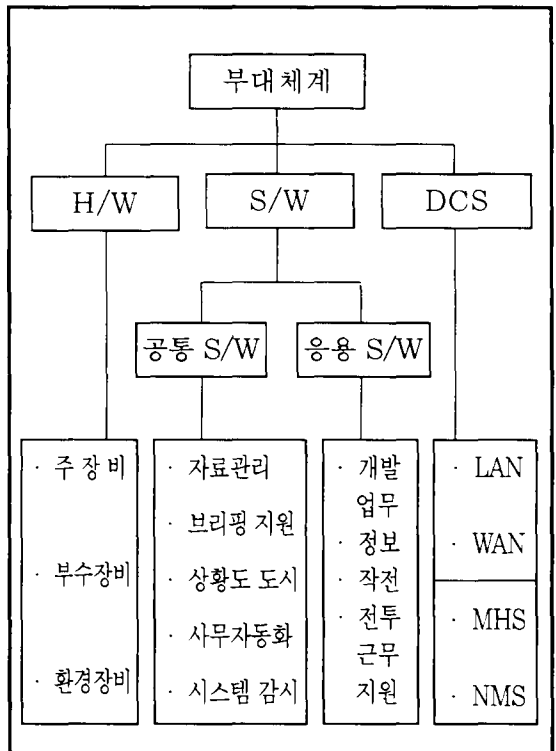 부대체계
H/W
S/W
DCS
공통 S/W
응용 S/W
· 주 장 비
· 부수장비
· 환경장비
· 자료관리
· 브리핑 지원
· 상황도 도시
· 사무자동화
· 시스템 감시
· 개발
업무
· 정보
· 작전
· 전투
근무
지원
· LAN
· WAN
· MHS
· NMS